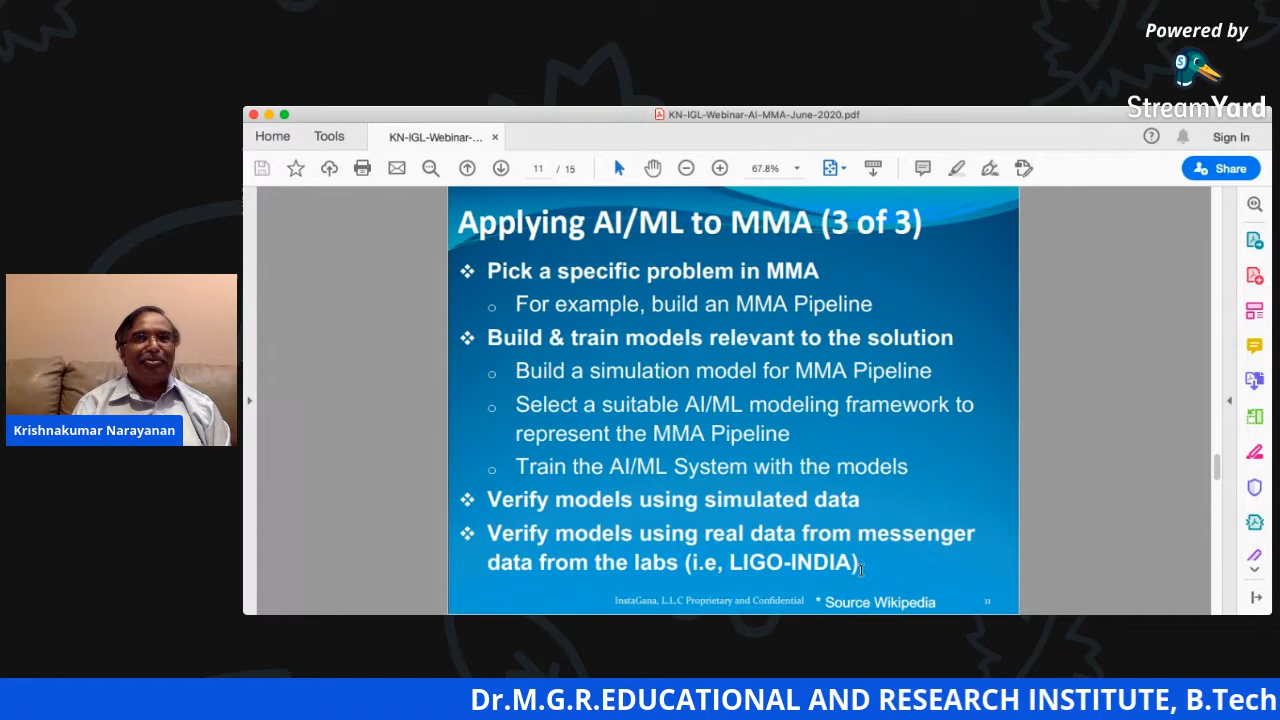 Powered by
StreamYard
KN-IGL-Webinar-AI-MMA-June-2020.pdf
Home Tools KN-IGL-Webinar-... × Sign In
11 / 15 67.8% Share
Applying AI/ML to MMA (3 of 3)
❖ Pick a specific problem in MMA
o For example, build an MMA Pipeline
❖ Build & train models relevant to the solution
o Build a simulation model for MMA Pipeline
o Select a suitable AI/ML modeling framework to
represent the MMA Pipeline
o Train the AI/ML System with the models
❖ Verify models using simulated data
❖ Verify models using real data from messenger
data from the labs (i.e, LIGO-INDIA)
InstaGana, L.L.C Proprietary and Confidential * Source Wikipedia 11
Krishnakumar Narayanan
Dr.M.G.R.EDUCATIONAL AND RESEARCH INSTITUTE, B.Tech